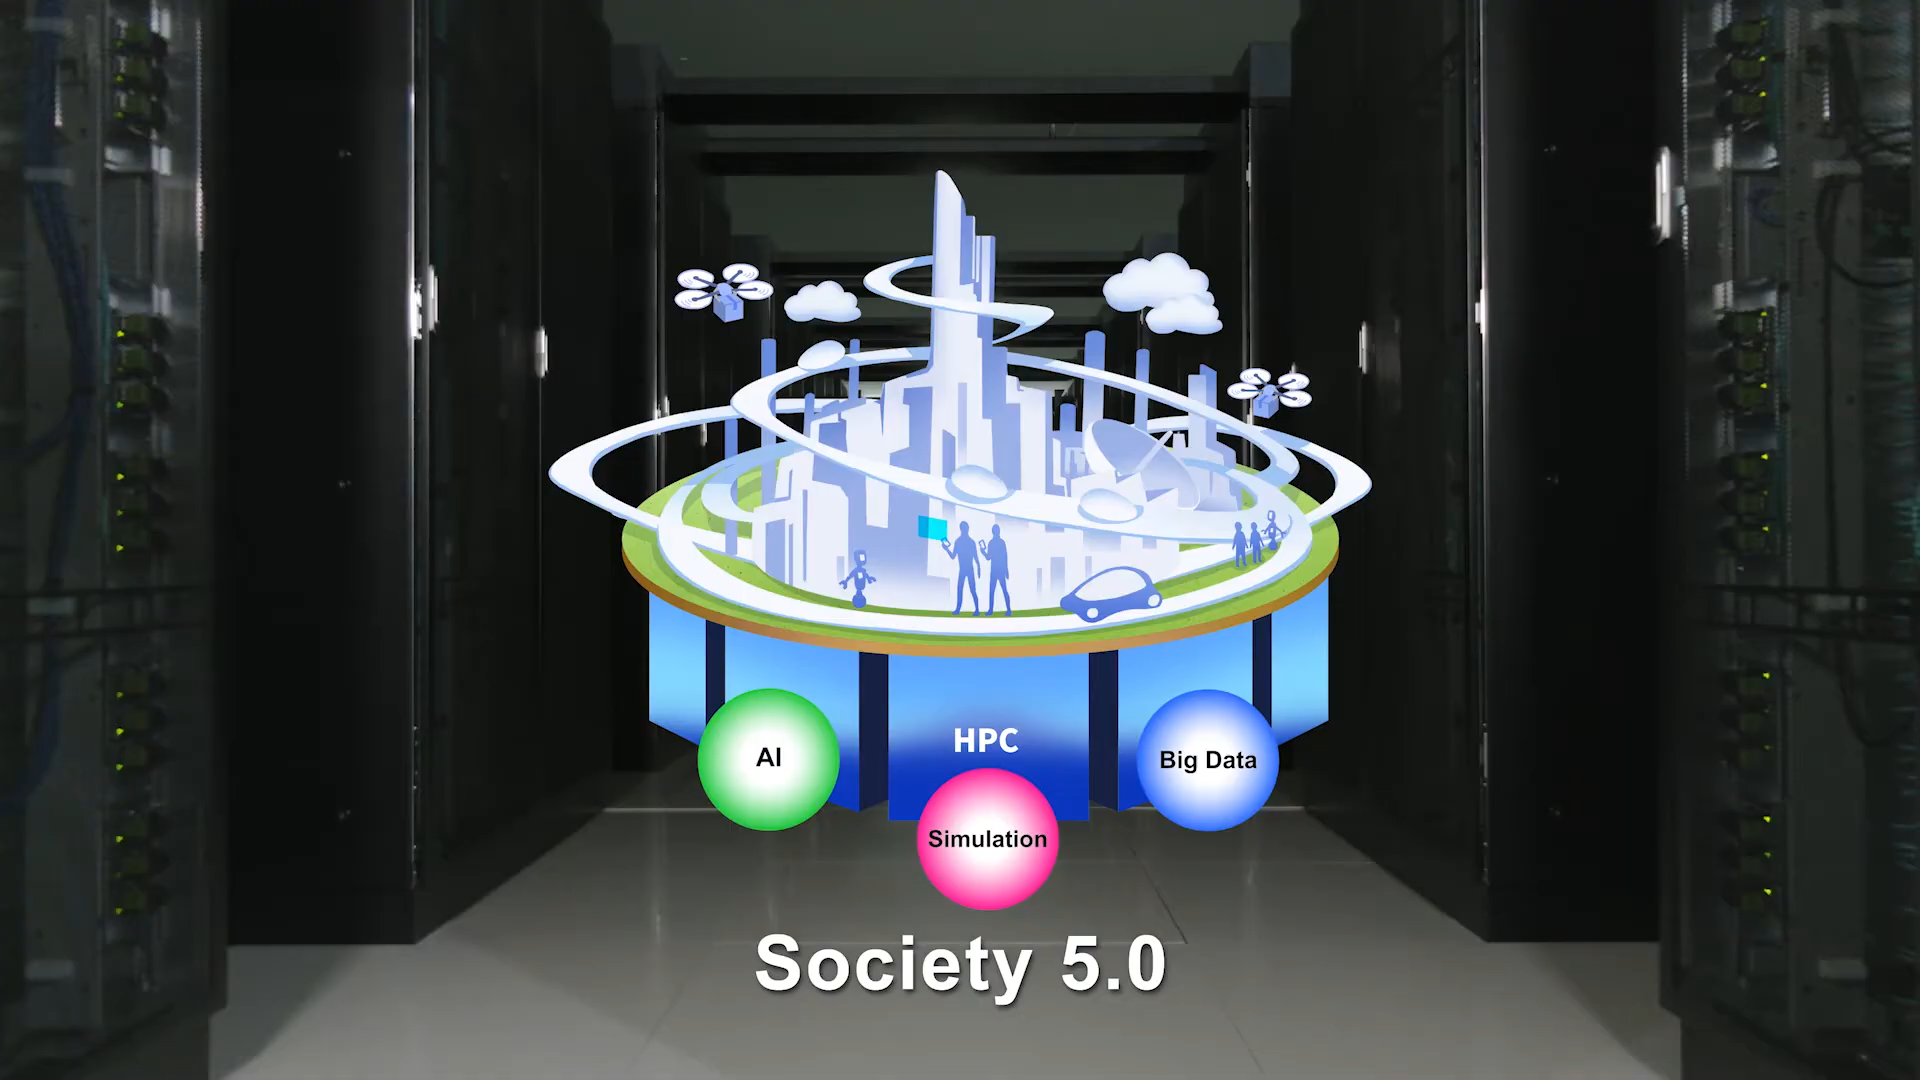 HPC
AI
Big Data
Simulation
Society 5.0